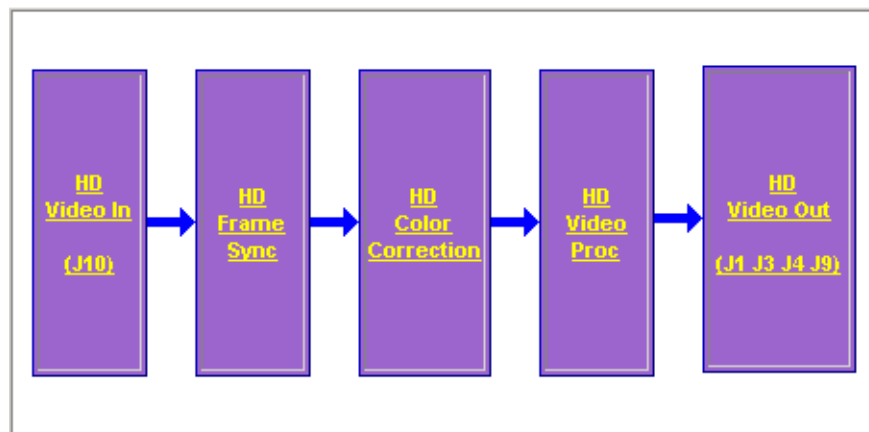 HD
Video In
(J10)
HD
Frame
Sync
HD
Color
Correction
HD
Video
Proc
HD
Video Out
(J1 J3 J4 J9)